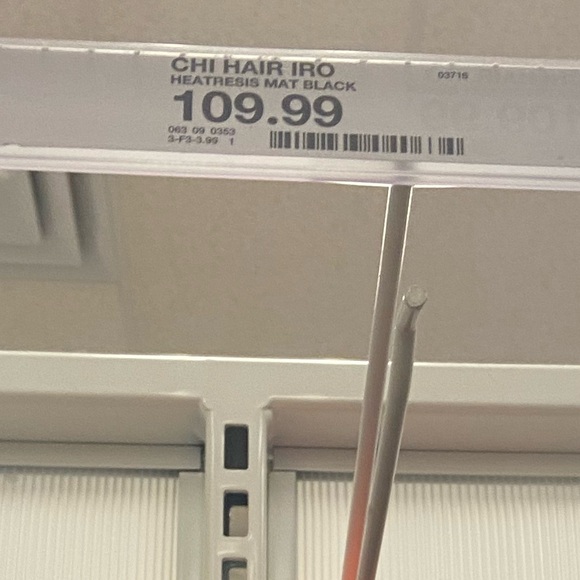 CHI HAIR IRO
03716
HEATRESIS MAT BLACK
109.99
063 09 0353
3-F3-3.99 1